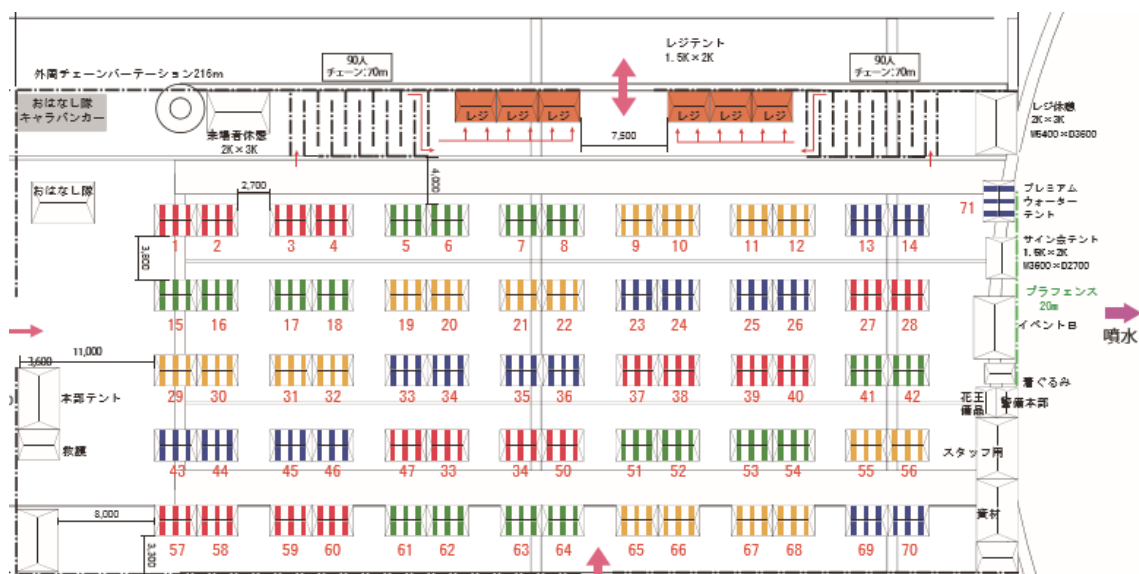 90人
チェーン:70m
レジテント
1.5K×2K
90人
チェーン:70m
外周チェーンパーテーション216m
おはなし隊
キャラバンカー
来場者休憩
2K×3K
レジ レジ レジ
7,500
レジ レジ レジ
レジ休憩
2K×3K
W5400×D3600
4,000
おはなし隊
2,700
71
プレミアム
ウォーター
テント
1 2 3 4 5 6 7 8 9 10 11 12 13 14
3,800
サイン会テント
1.5K×2K
W3600×D2700
プラフェンス
20m
15 16 17 18 19 20 21 22 23 24 25 26 27 28
イベントB
噴水
11,000
3,600
29 30 31 32 33 34 35 36 37 38 39 40 41 42
着ぐるみ
本部テント
花王
備品
警備本部
救護
43 44 45 46 47 33 34 50 51 52 53 54 55 56
スタッフ用
8,000
資材
3,300
57 58 59 60 61 62 63 64 65 66 67 68 69 70